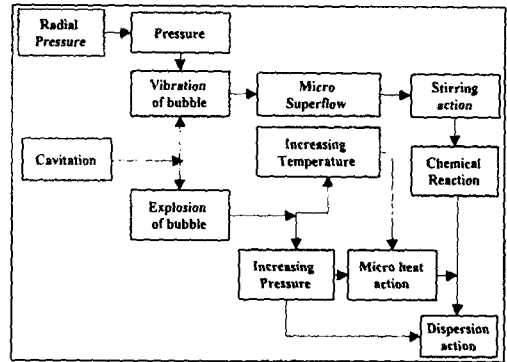 Radial
Pressure
Pressure
Vibration
of bubble
Micro
Superflow
Stirring
action
Cavitation
Increasing
Temperature
Chemical
Reaction
Explosion
of bubble
Increasing
Pressure
Micro heat
action
Dispersion
action